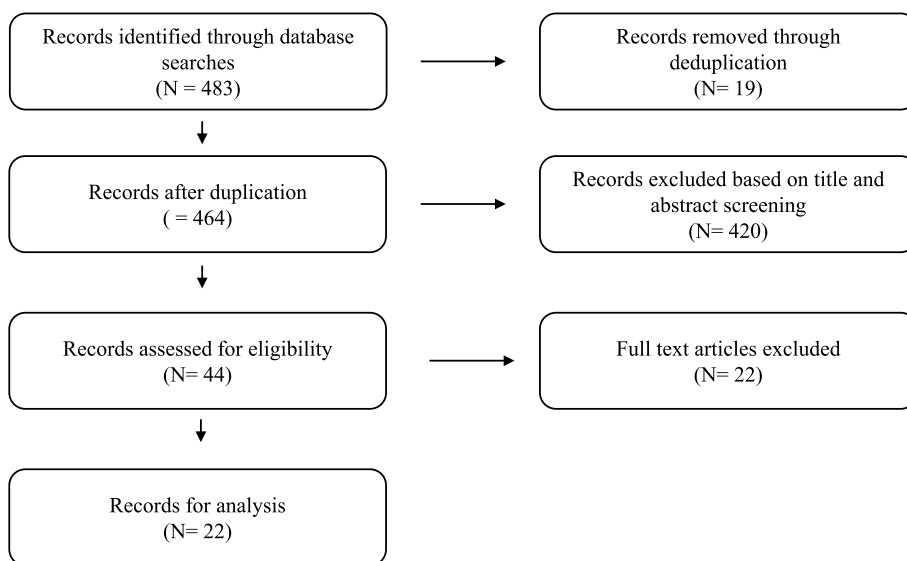 Records identified through database
searches
(N = 483)
Records removed through
deduplication
(N= 19)
Records after duplication
( = 464)
Records excluded based on title and
abstract screening
(N= 420)
Records assessed for eligibility
(N= 44)
Full text articles excluded
(N= 22)
Records for analysis
(N= 22)